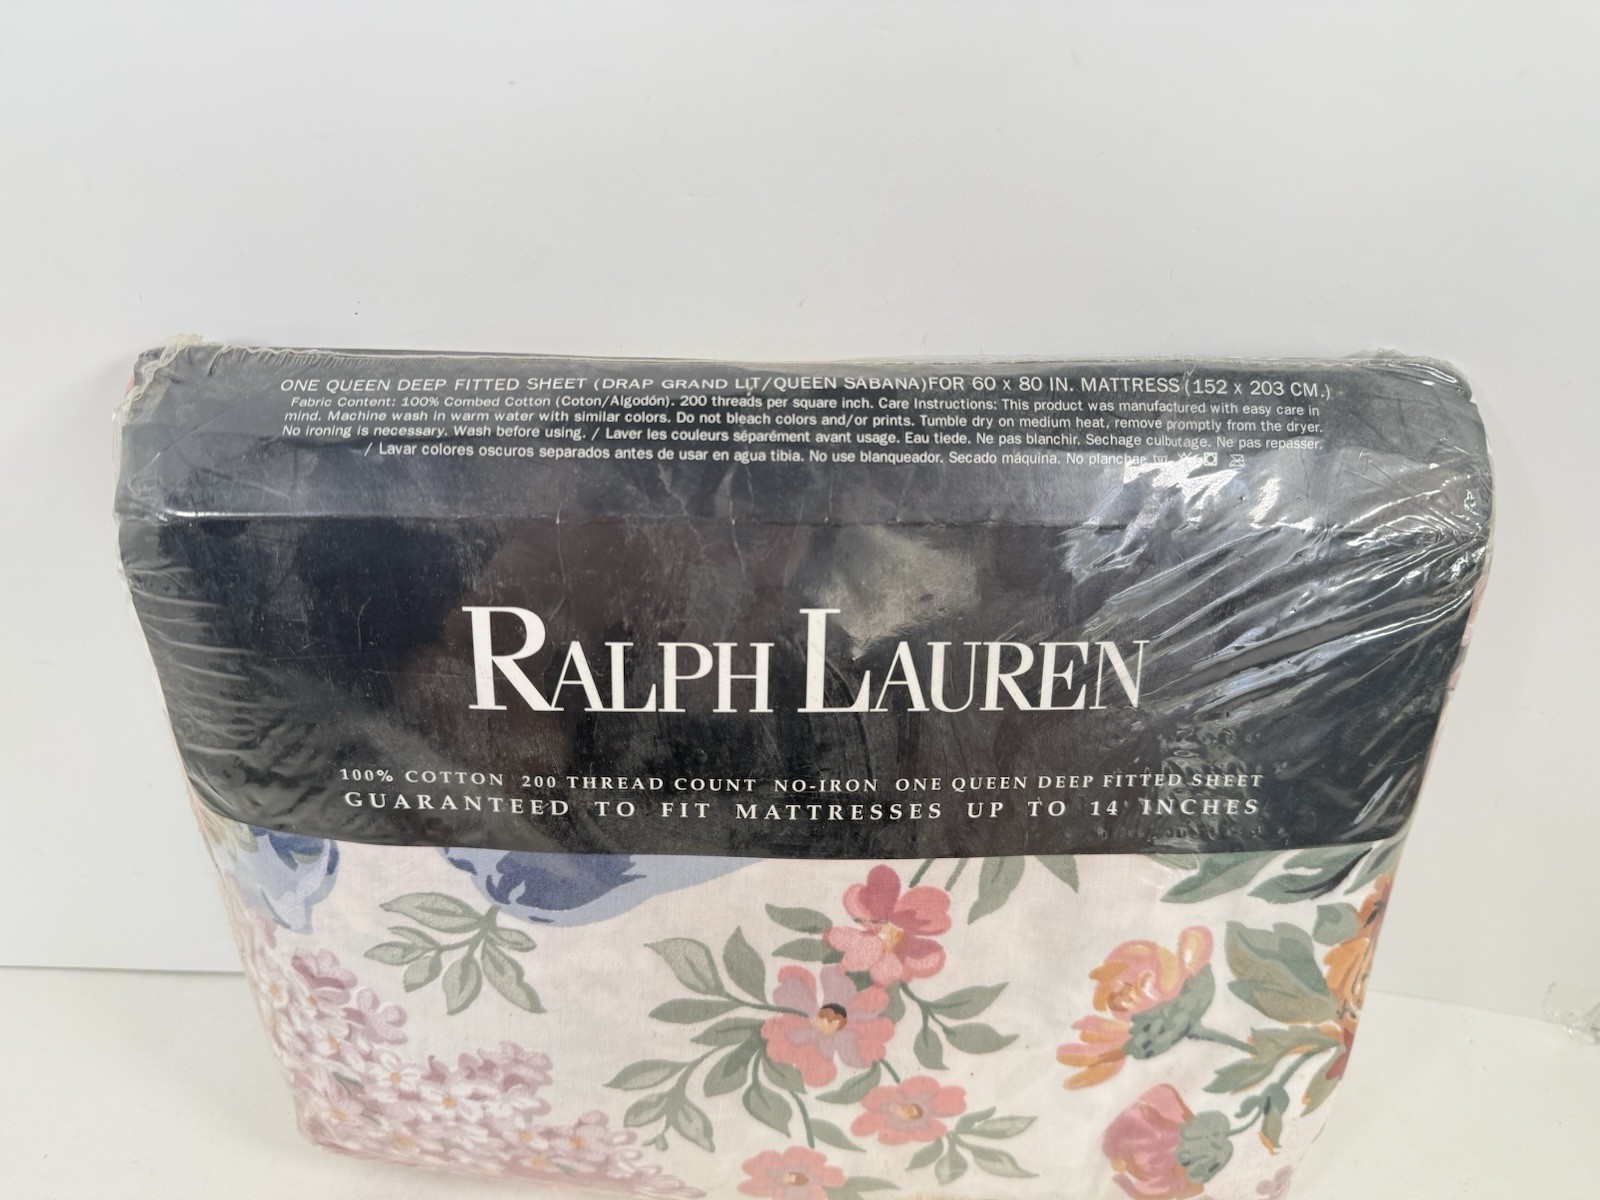 ONE QUEEN DEEP FITTED SHEET (DRAP GRAND LIT/QUEEN SABANA)FOR 60 x 80 IN. MATTRESS (152 x 203 CM.)
Fabric Content: 100% Combed Cotton (Coton/Algodón). 200 threads per square inch. Care Instructions: This product was manufactured with easy care in
mind. Machine wash in warm water with similar colors. Do not bleach colors and/or prints. Tumble dry on medium heat, remove promptly from the dryer.
No ironing is necessary. Wash before using. / Laver les couleurs séparément avant usage. Eau tiede. Ne pas blanchir. Sechage culbutage. Ne pas repasser.
/ Lavar colores oscuros separados antes de usar en agua tibia. No use blanqueador. Secado máquina. No planchar
RALPH LAUREN
100% COTTON 200 THREAD COUNT NO-IRON ONE QUEEN DEEP FITTED SHEET
GUARANTEED TO FIT MATTRESSES UP TO 14" INCHES